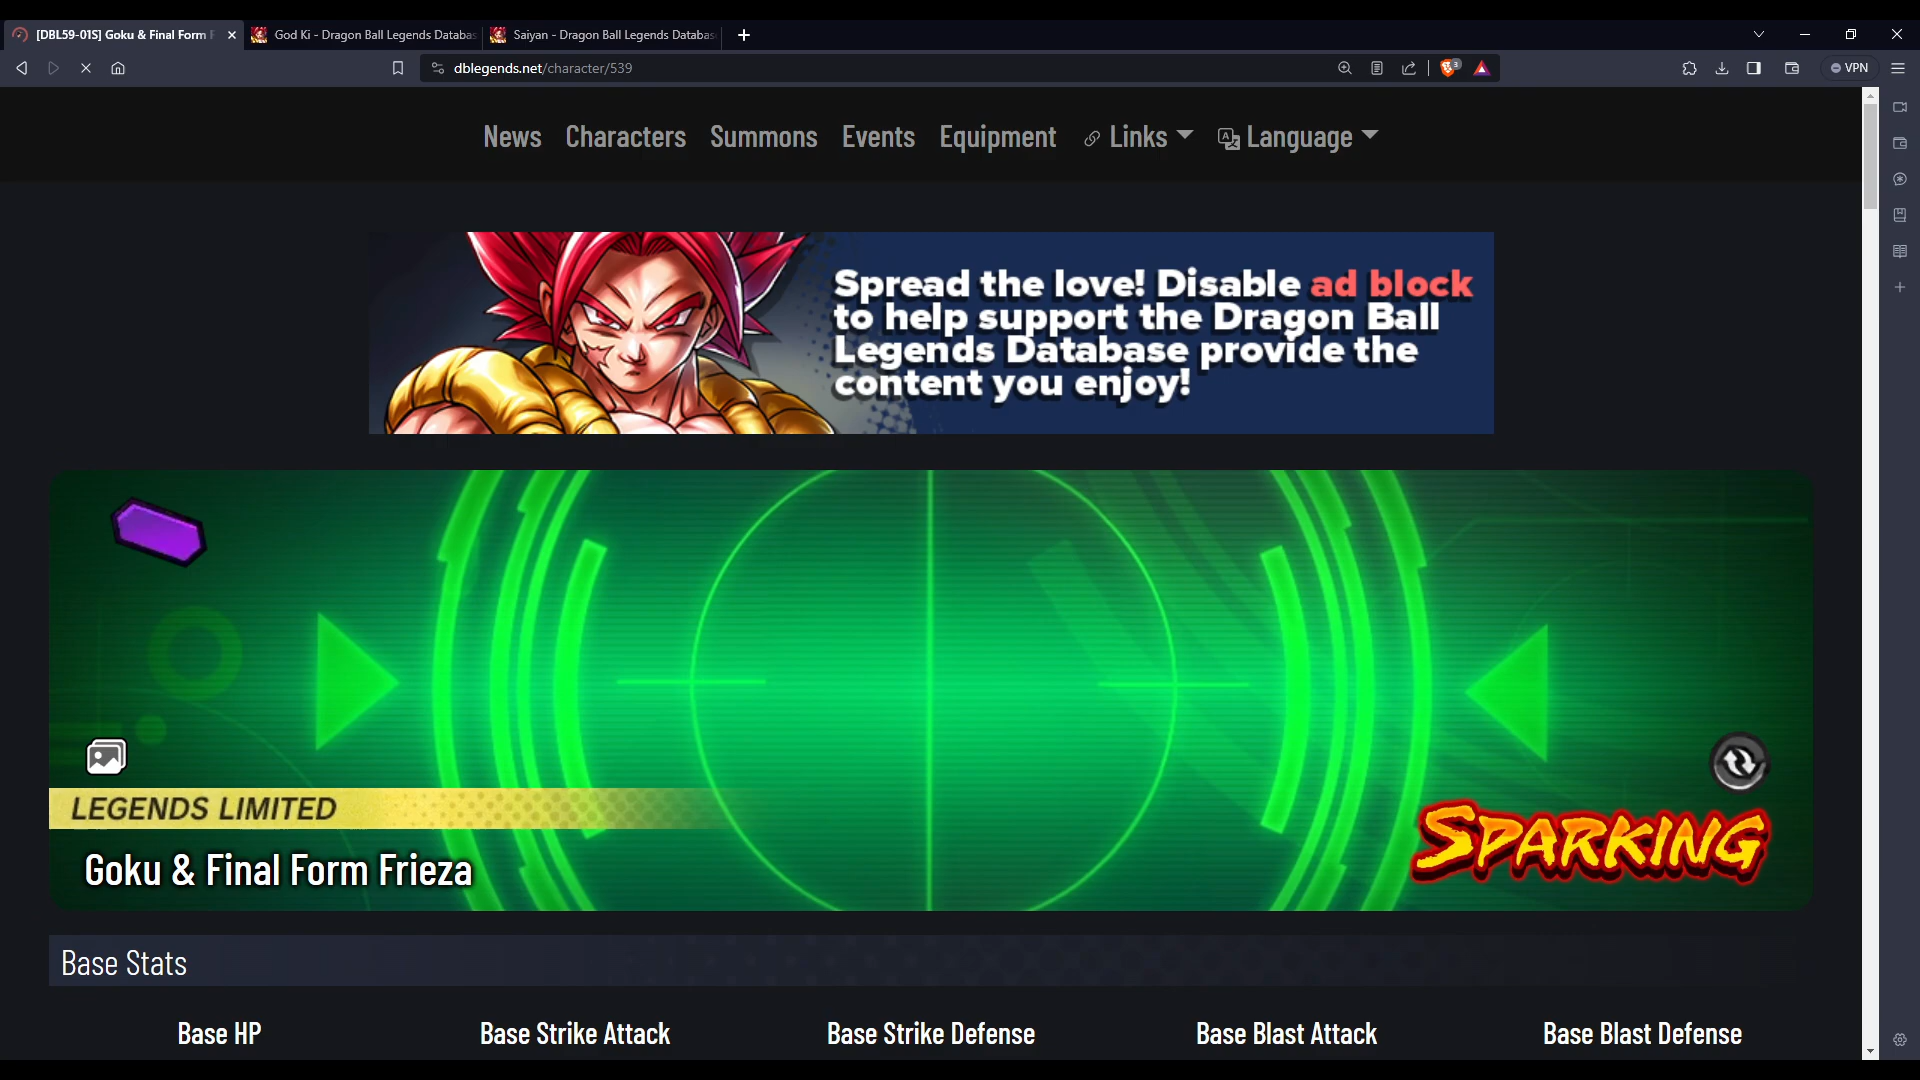 [DBL59-01S] Goku & Final Form F
God Ki - Dragon Ball Legends Databas
Saiyan - Dragon Ball Legends Databas
dblegends.net/character/539
3
VPN
News
Characters
Summons
Events
Equipment
Links
Language
Spread the love! Disable ad block
to help support the Dragon Ball
Legends Database provide the
content you enjoy!
LEGENDS LIMITED
SPARKING
Goku & Final Form Frieza
Base Stats
Base HP
Base Strike Attack
Base Strike Defense
Base Blast Attack
Base Blast Defense